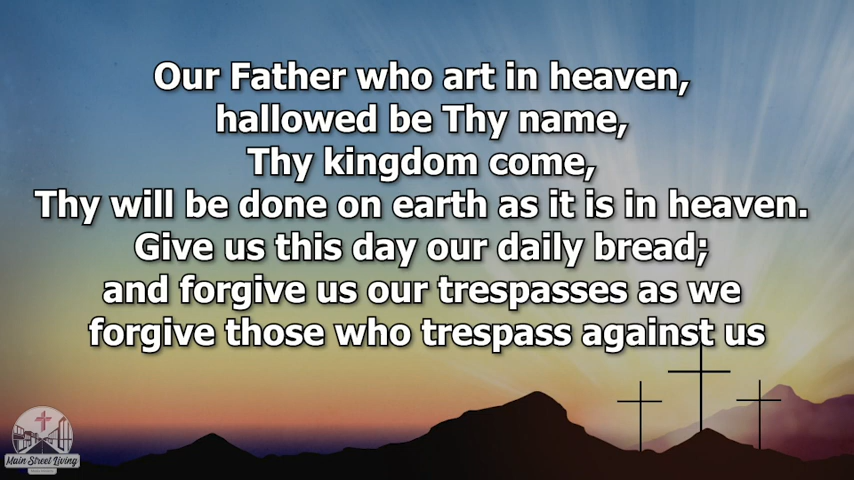 Our Father who art in heaven,
hallowed be Thy name,
Thy kingdom come,
Thy will be done on earth as it is in heaven.
Give us this day our daily bread;
and forgive us our trespasses as we
forgive those who trespass against us
Main Street Living